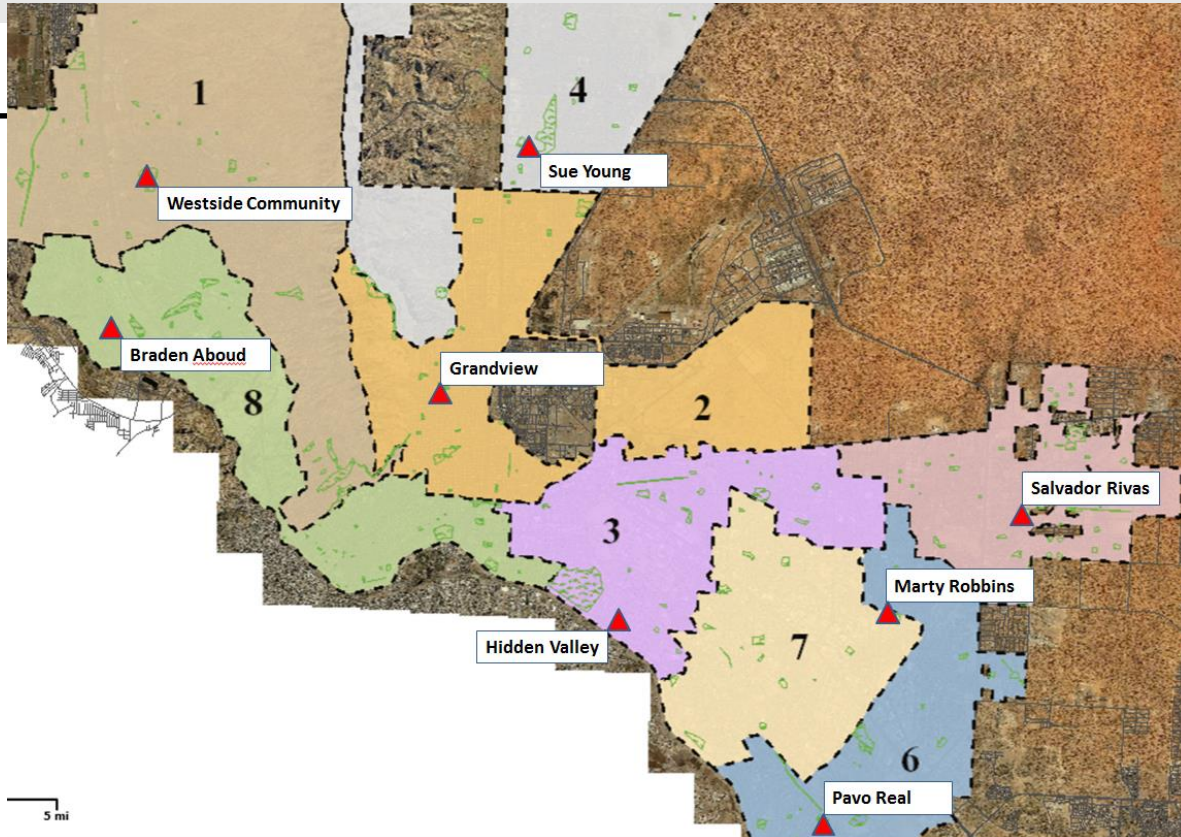 1
4
Sue Young
Westside Community
Braden Aboud
Grandview
8
2
Salvador Rivas
3
Marty Robbins
Hidden Valley
7
6
Pavo Real
5 mi